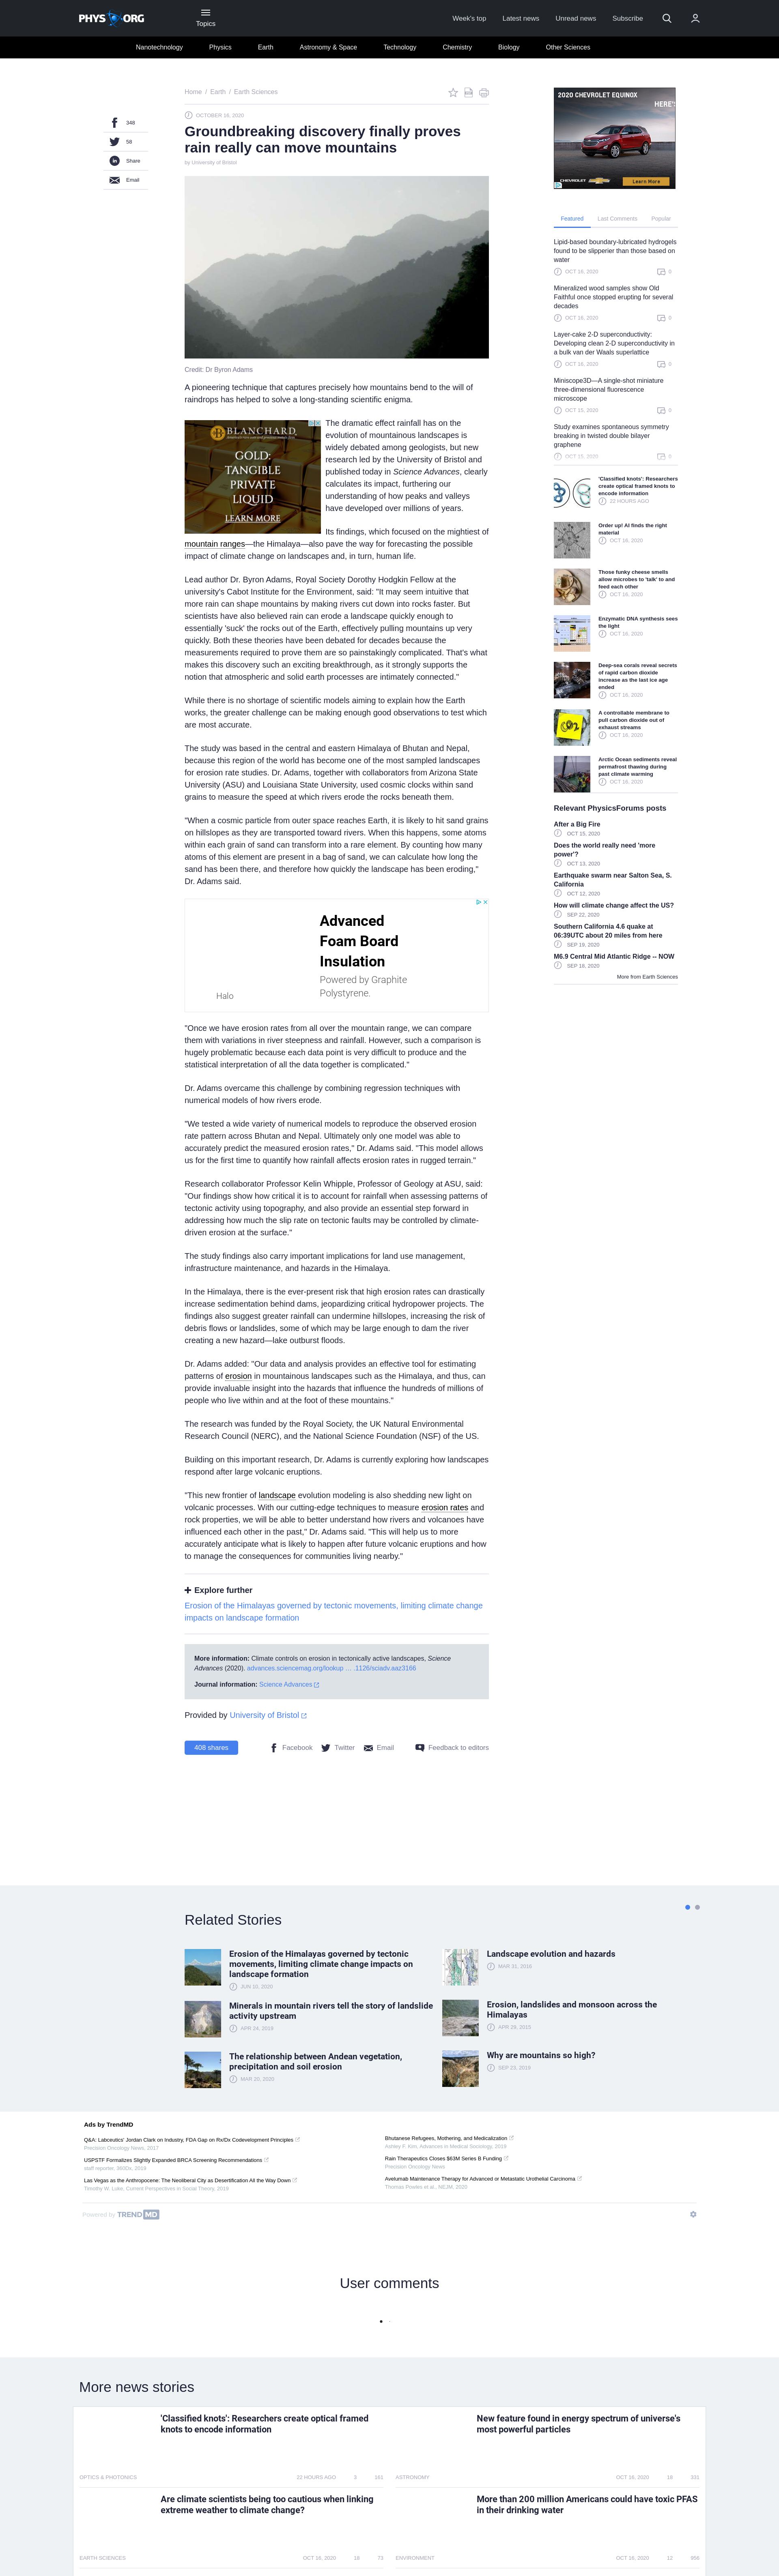 PHYS ORG
Topics
Week's top
Latest news
Unread news
Subscribe
Nanotechnology
Physics
Earth
Astronomy & Space
Technology
Chemistry
Biology
Other Sciences
348
58
Share
Email
Home / Earth / Earth Sciences
OCTOBER 16, 2020
Groundbreaking discovery finally proves
rain really can move mountains
by University of Bristol
Credit: Dr Byron Adams
A pioneering technique that captures precisely how mountains bend to the will of
raindrops has helped to solve a long-standing scientific enigma.
BLANCHARD
GOLD:
TANGIBLE
PRIVATE
LIQUID
LEARN MORE
The dramatic effect rainfall has on the
evolution of mountainous landscapes is
widely debated among geologists, but new
research led by the University of Bristol and
published today in Science Advances, clearly
calculates its impact, furthering our
understanding of how peaks and valleys
have developed over millions of years.
Its findings, which focused on the mightiest of
mountain ranges—the Himalaya—also pave the way for forecasting the possible
impact of climate change on landscapes and, in turn, human life.
Lead author Dr. Byron Adams, Royal Society Dorothy Hodgkin Fellow at the
university's Cabot Institute for the Environment, said: "It may seem intuitive that
more rain can shape mountains by making rivers cut down into rocks faster. But
scientists have also believed rain can erode a landscape quickly enough to
essentially 'suck' the rocks out of the Earth, effectively pulling mountains up very
quickly. Both these theories have been debated for decades because the
measurements required to prove them are so painstakingly complicated. That's what
makes this discovery such an exciting breakthrough, as it strongly supports the
notion that atmospheric and solid earth processes are intimately connected."
While there is no shortage of scientific models aiming to explain how the Earth
works, the greater challenge can be making enough good observations to test which
are most accurate.
The study was based in the central and eastern Himalaya of Bhutan and Nepal,
because this region of the world has become one of the most sampled landscapes
for erosion rate studies. Dr. Adams, together with collaborators from Arizona State
University (ASU) and Louisiana State University, used cosmic clocks within sand
grains to measure the speed at which rivers erode the rocks beneath them.
"When a cosmic particle from outer space reaches Earth, it is likely to hit sand grains
on hillslopes as they are transported toward rivers. When this happens, some atoms
within each grain of sand can transform into a rare element. By counting how many
atoms of this element are present in a bag of sand, we can calculate how long the
sand has been there, and therefore how quickly the landscape has been eroding,"
Dr. Adams said.
Halo
Advanced
Foam Board
Insulation
Powered by Graphite
Polystyrene.
"Once we have erosion rates from all over the mountain range, we can compare
them with variations in river steepness and rainfall. However, such a comparison is
hugely problematic because each data point is very difficult to produce and the
statistical interpretation of all the data together is complicated."
Dr. Adams overcame this challenge by combining regression techniques with
numerical models of how rivers erode.
"We tested a wide variety of numerical models to reproduce the observed erosion
rate pattern across Bhutan and Nepal. Ultimately only one model was able to
accurately predict the measured erosion rates," Dr. Adams said. "This model allows
us for the first time to quantify how rainfall affects erosion rates in rugged terrain."
Research collaborator Professor Kelin Whipple, Professor of Geology at ASU, said:
"Our findings show how critical it is to account for rainfall when assessing patterns of
tectonic activity using topography, and also provide an essential step forward in
addressing how much the slip rate on tectonic faults may be controlled by climate-
driven erosion at the surface."
The study findings also carry important implications for land use management,
infrastructure maintenance, and hazards in the Himalaya.
In the Himalaya, there is the ever-present risk that high erosion rates can drastically
increase sedimentation behind dams, jeopardizing critical hydropower projects. The
findings also suggest greater rainfall can undermine hillslopes, increasing the risk of
debris flows or landslides, some of which may be large enough to dam the river
creating a new hazard—lake outburst floods.
Dr. Adams added: "Our data and analysis provides an effective tool for estimating
patterns of erosion in mountainous landscapes such as the Himalaya, and thus, can
provide invaluable insight into the hazards that influence the hundreds of millions of
people who live within and at the foot of these mountains."
The research was funded by the Royal Society, the UK Natural Environmental
Research Council (NERC), and the National Science Foundation (NSF) of the US.
Building on this important research, Dr. Adams is currently exploring how landscapes
respond after large volcanic eruptions.
"This new frontier of landscape evolution modeling is also shedding new light on
volcanic processes. With our cutting-edge techniques to measure erosion rates and
rock properties, we will be able to better understand how rivers and volcanoes have
influenced each other in the past," Dr. Adams said. "This will help us to more
accurately anticipate what is likely to happen after future volcanic eruptions and how
to manage the consequences for communities living nearby."
Explore further
Erosion of the Himalayas governed by tectonic movements, limiting climate change
impacts on landscape formation
More information: Climate controls on erosion in tectonically active landscapes, Science
Advances (2020). advances.sciencemag.org/lookup … .1126/sciadv.aaz3166
Journal information: Science Advances
Provided by University of Bristol
408 shares
Facebook
Twitter
Email
Feedback to editors
2020 CHEVROLET EQUINOX
HERE'S
CHEVROLET
Learn More
Featured
Last Comments
Popular
Lipid-based boundary-lubricated hydrogels
found to be slipperier than those based on
water
OCT 16, 2020
0
Mineralized wood samples show Old
Faithful once stopped erupting for several
decades
OCT 16, 2020
0
Layer-cake 2-D superconductivity:
Developing clean 2-D superconductivity in
a bulk van der Waals superlattice
OCT 16, 2020
0
Miniscope3D—A single-shot miniature
three-dimensional fluorescence
microscope
OCT 15, 2020
0
Study examines spontaneous symmetry
breaking in twisted double bilayer
graphene
OCT 15, 2020
0
'Classified knots': Researchers
create optical framed knots to
encode information
22 HOURS AGO
Order up! AI finds the right
material
OCT 16, 2020
Those funky cheese smells
allow microbes to 'talk' to and
feed each other
OCT 16, 2020
Enzymatic DNA synthesis sees
the light
OCT 16, 2020
Deep-sea corals reveal secrets
of rapid carbon dioxide
increase as the last ice age
ended
OCT 16, 2020
CO2
A controllable membrane to
pull carbon dioxide out of
exhaust streams
OCT 16, 2020
Arctic Ocean sediments reveal
permafrost thawing during
past climate warming
OCT 16, 2020
Relevant PhysicsForums posts
After a Big Fire
OCT 15, 2020
Does the world really need 'more
power'?
OCT 13, 2020
Earthquake swarm near Salton Sea, S.
California
OCT 12, 2020
How will climate change affect the US?
SEP 22, 2020
Southern California 4.6 quake at
06:39UTC about 20 miles from here
SEP 19, 2020
M6.9 Central Mid Atlantic Ridge -- NOW
SEP 18, 2020
More from Earth Sciences
Related Stories
Erosion of the Himalayas governed by tectonic
movements, limiting climate change impacts on
landscape formation
JUN 10, 2020
Minerals in mountain rivers tell the story of landslide
activity upstream
APR 24, 2019
The relationship between Andean vegetation,
precipitation and soil erosion
MAR 20, 2020
Landscape evolution and hazards
MAR 31, 2016
Erosion, landslides and monsoon across the
Himalayas
APR 28, 2015
Why are mountains so high?
SEP 23, 2019
Ads by TrendMD
Q&A: Labceutics' Jordan Clark on Industry, FDA Gap on Rx/Dx Codevelopment Principles
Precision Oncology News, 2017
USPSTF Formalizes Slightly Expanded BRCA Screening Recommendations
staff reporter, 360Dx, 2019
Las Vegas as the Anthropocene: The Neoliberal City as Desertification All the Way Down
Timothy W. Luke, Current Perspectives in Social Theory, 2019
Bhutanese Refugees, Mothering, and Medicalization
Ashley F. Kim, Advances in Medical Sociology, 2019
Rain Therapeutics Closes $63M Series B Funding
Precision Oncology News
Avelumab Maintenance Therapy for Advanced or Metastatic Urothelial Carcinoma
Thomas Powles et al., NEJM, 2020
Powered by TREND MD
User comments
More news stories
'Classified knots': Researchers create optical framed
knots to encode information
OPTICS & PHOTONICS
22 HOURS AGO
3
161
New feature found in energy spectrum of universe's
most powerful particles
ASTRONOMY
OCT 16, 2020
18
331
Are climate scientists being too cautious when linking
extreme weather to climate change?
EARTH SCIENCES
OCT 16, 2020
18
73
More than 200 million Americans could have toxic PFAS
in their drinking water
ENVIRONMENT
OCT 16, 2020
12
856